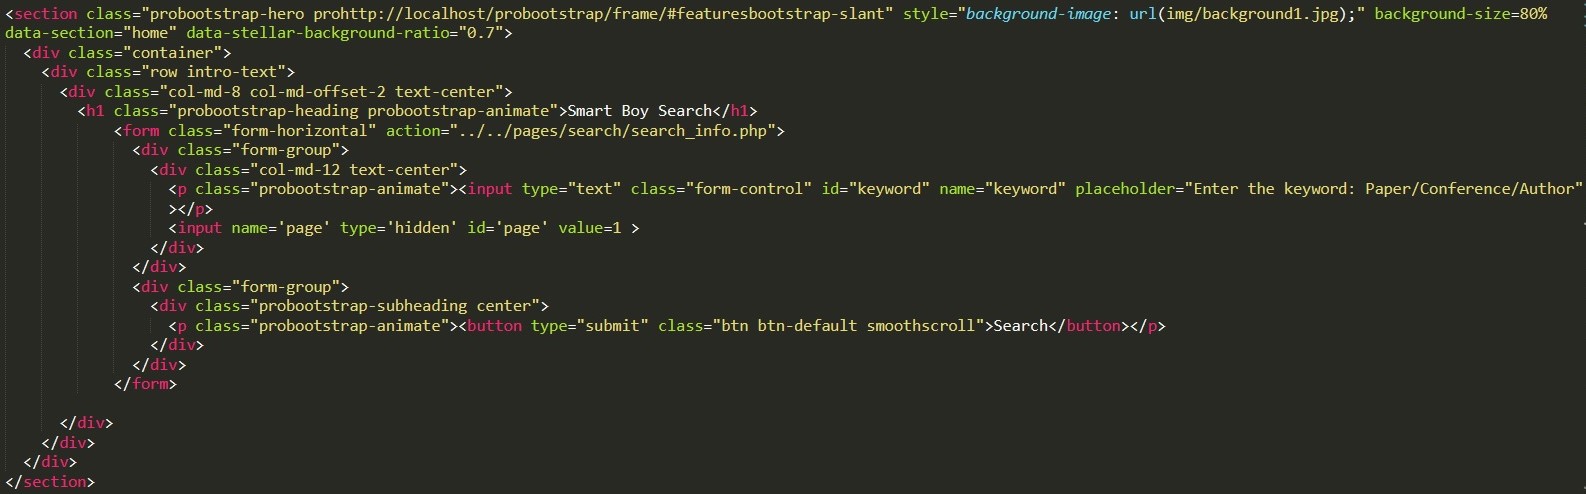 <section class="probootstrap-hero prohttp://localhost/probootstrap/frame/#featuresbootstrap-slant" style="background-image: url(img/background1.jpg);" background-size=80%
data-section="home" data-stellar-background-ratio="0.7">
<div class="container">
<div class="row intro-text">
<div class="col-md-8 col-md-offset-2 text-center">
<h1 class="probootstrap-heading probootstrap-animate">Smart Boy Search</h1>
<form class="form-horizontal" action="../../pages/search/search_info.php">
<div class="form-group">
<div class="col-md-12 text-center">
<p class="probootstrap-animate"><input type="text" class="form-control" id="keyword" name="keyword" placeholder="Enter the keyword: Paper/Conference/Author"
></p>
<input name='page' type='hidden' id='page' value=1 >
</div>
</div>
<div class="form-group">
<div class="probootstrap-subheading center">
<p class="probootstrap-animate"><button type="submit" class="btn btn-default smoothscroll">Search</button></p>
</div>
</div>
</form>
</div>
</div>
</div>
</section>